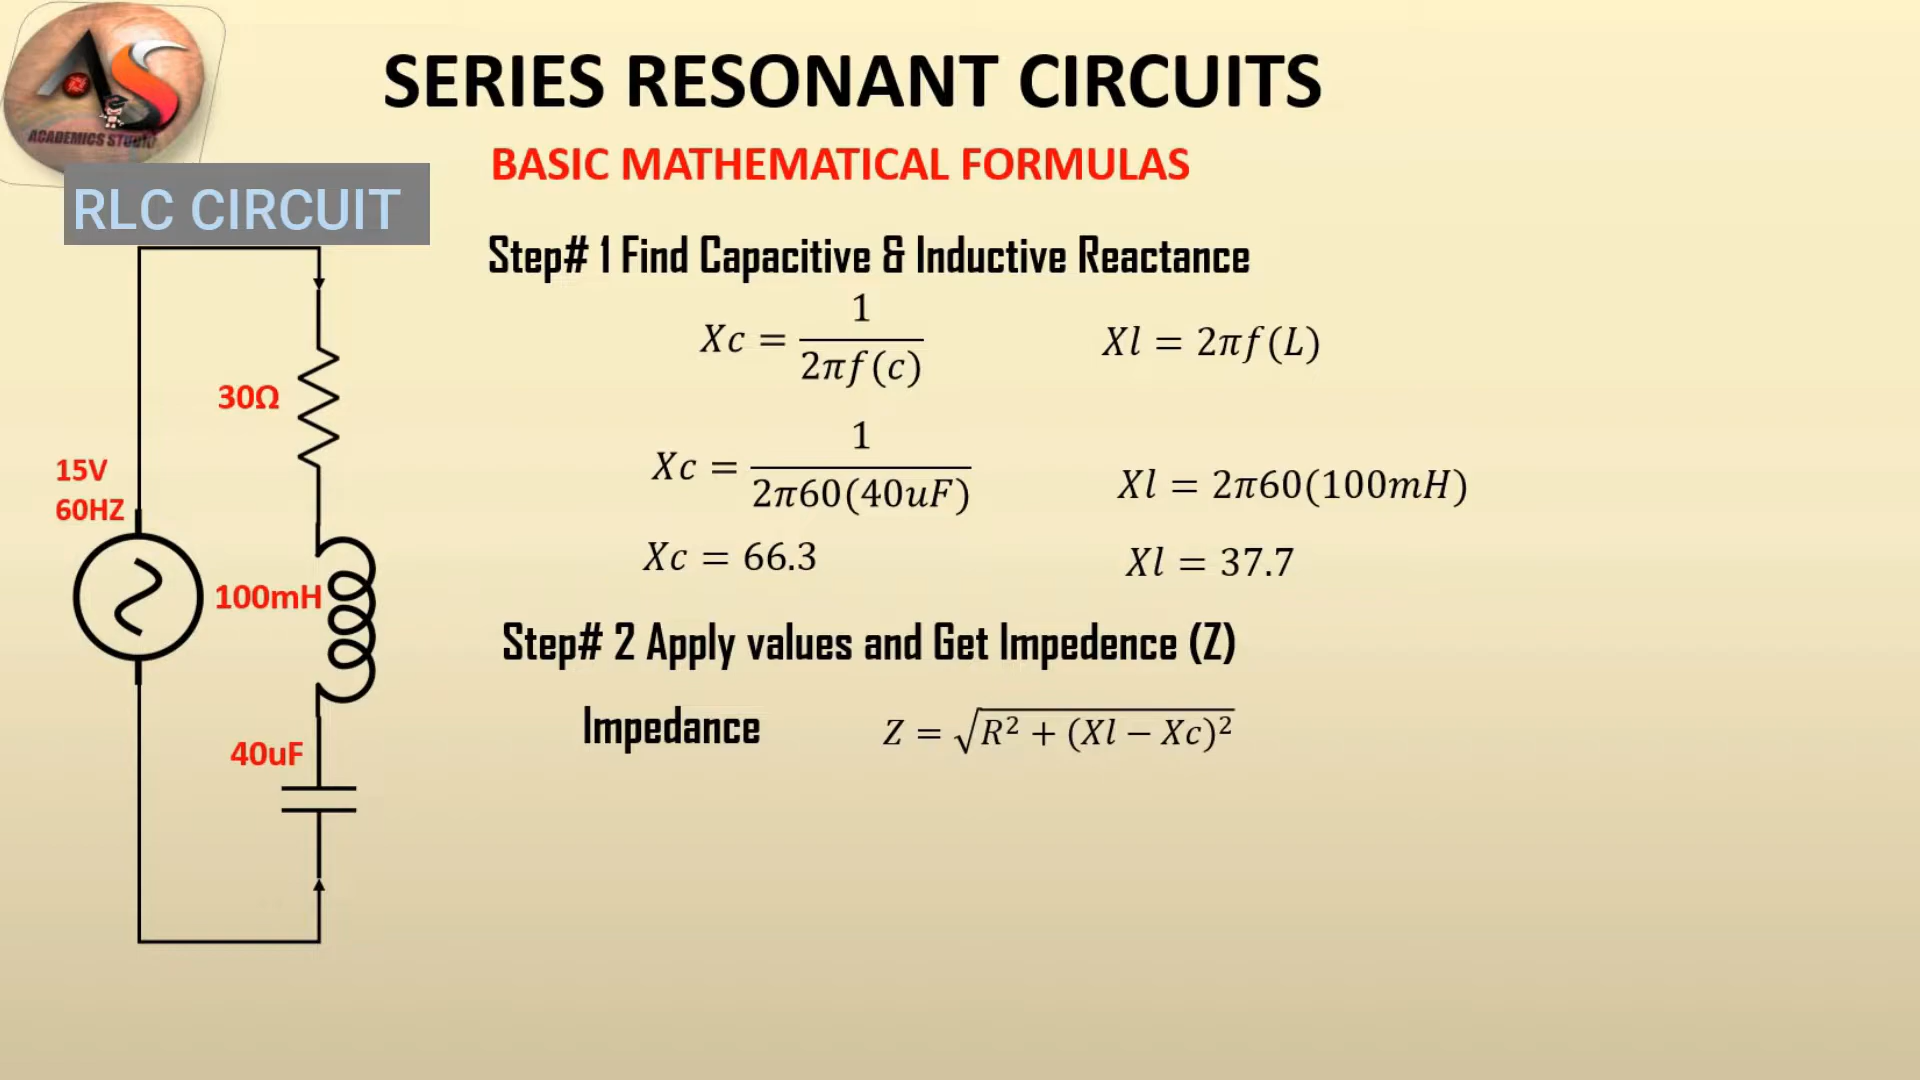 ACADEMICS STUDIO
SERIES RESONANT CIRCUITS
BASIC MATHEMATICAL FORMULAS
RLC CIRCUIT
Step# 1 Find Capacitive & Inductive Reactance
Xc = 1 / 2πf(c)
Xl = 2πf(L)
30Ω
Xc = 1 / 2π60(40uF)
Xl = 2π60(100mH)
15V
60HZ
Xc = 66.3
Xl = 37.7
100mH
Step# 2 Apply values and Get Impedence (Z)
Impedance
Z = √R² + (Xl − Xc)²
40uF